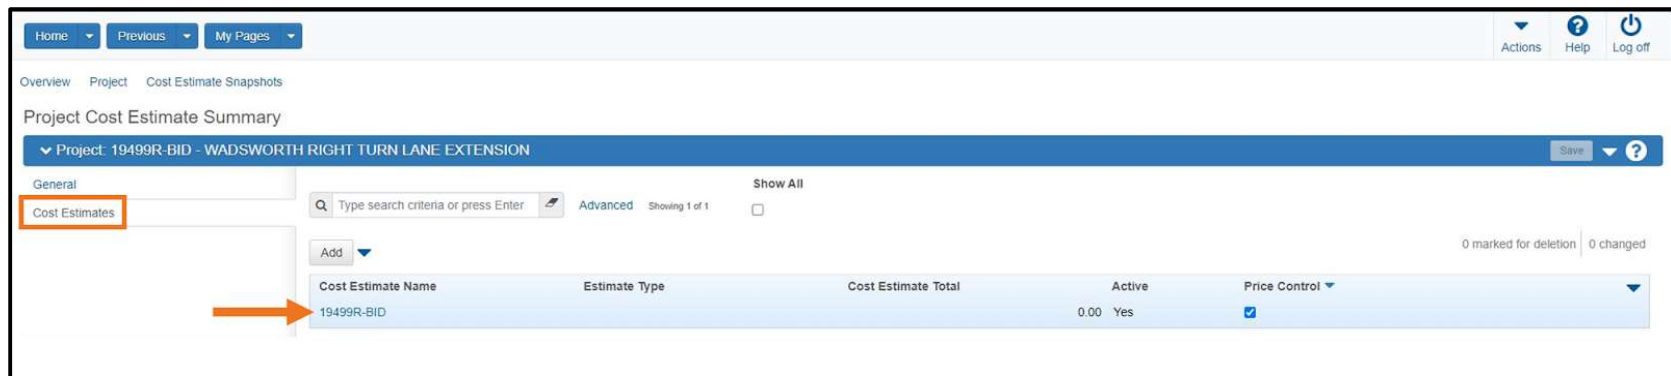 Home Previous My Pages Actions Help Log off
Overview Project Cost Estimate Snapshots
Project Cost Estimate Summary
Project: 19499R-BID - WADSWORTH RIGHT TURN LANE EXTENSION Save
General
Cost Estimates
Show All
Type search criteria or press Enter Advanced Showing 1 of 1
Add 0 marked for deletion 0 changed
Cost Estimate Name Estimate Type Cost Estimate Total Active Price Control
19499R-BID 0.00 Yes